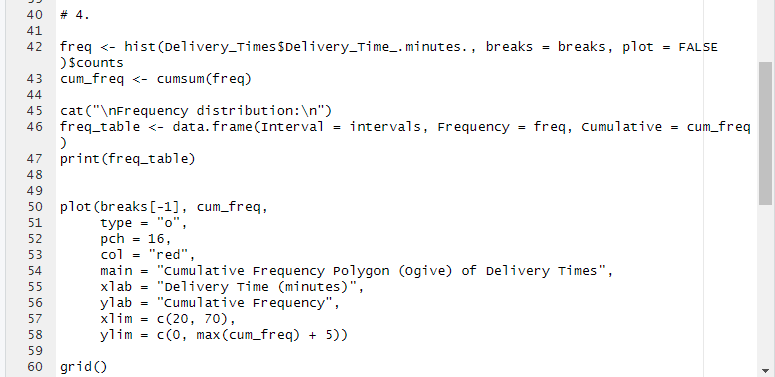 40 # 4.
41
42 freq <- hist(Delivery_Times$Delivery_Time_.minutes., breaks = breaks, plot = FALSE
)$counts
43 cum_freq <- cumsum(freq)
44
45 cat("\nFrequency distribution:\n")
46 freq_table <- data.frame(Interval = intervals, Frequency = freq, Cumulative = cum_freq
)
47 print(freq_table)
48
49
50 plot(breaks[-1], cum_freq,
51 type = "o",
52 pch = 16,
53 col = "red",
54 main = "Cumulative Frequency Polygon (Ogive) of Delivery Times",
55 xlab = "Delivery Time (minutes)",
56 ylab = "Cumulative Frequency",
57 xlim = c(20, 70),
58 ylim = c(0, max(cum_freq) + 5))
59
60 grid()